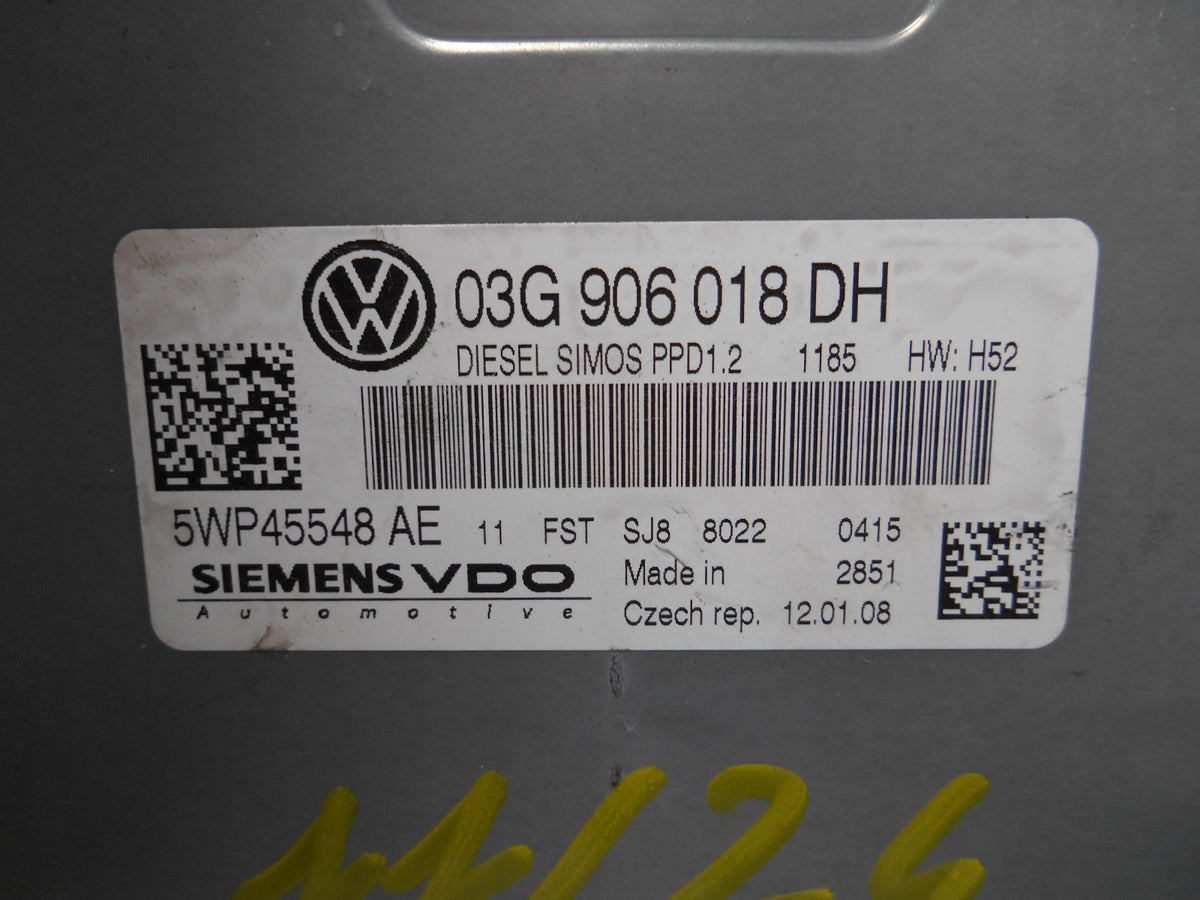 03G 906 018 DH
DIESEL SIMOS PPD1.2 1185 HW: H52
5WP45548 AE 11 FST SJ8 8022 0415
SIEMENS VDO Made in 2851
Automotive Czech rep. 12.01.08